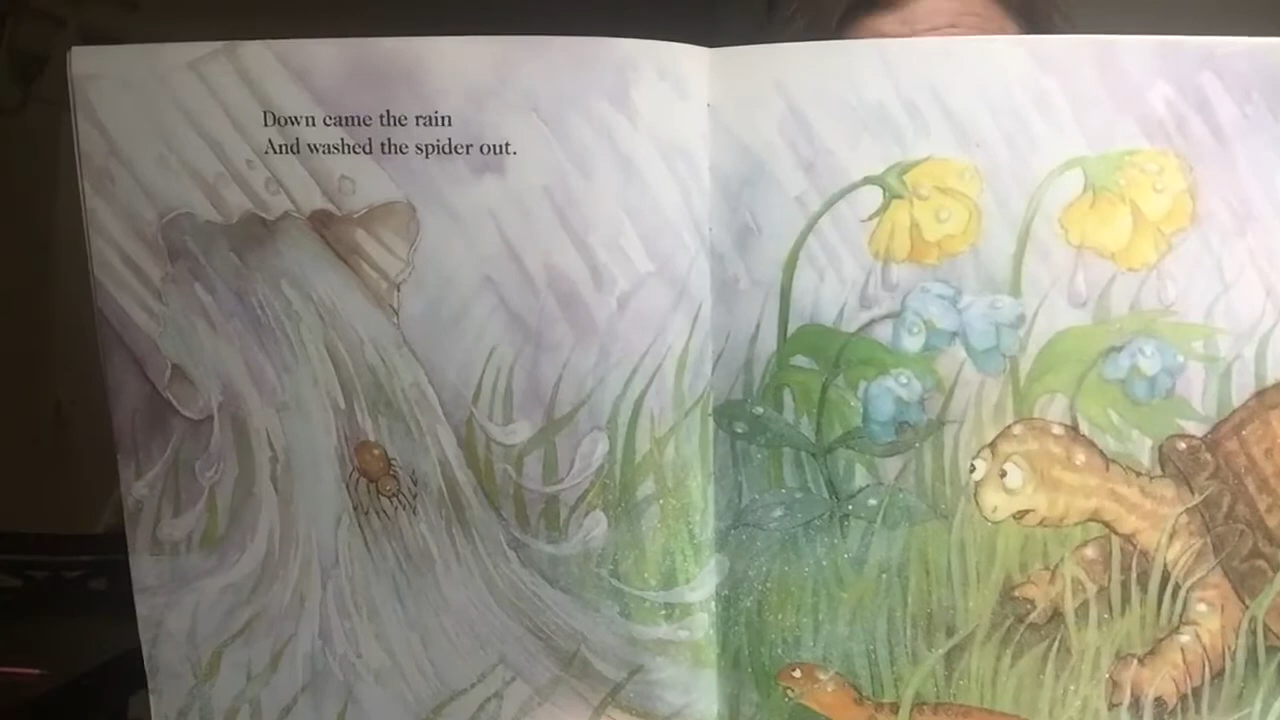 Down came the rain
And washed the spider out.